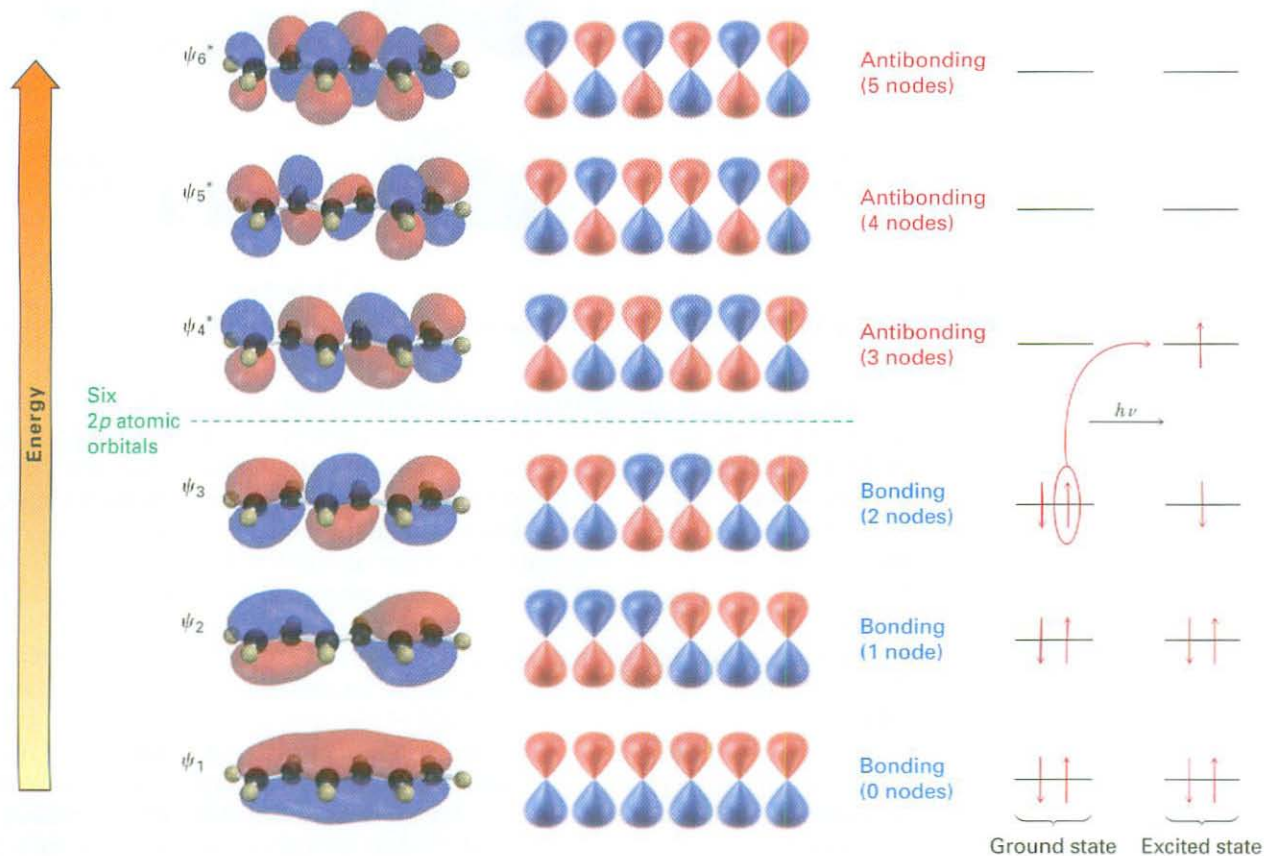 ψ6*
Antibonding
(5 nodes)
ψ5*
Antibonding
(4 nodes)
ψ4*
Antibonding
(3 nodes)
Energy
Six
2p atomic
orbitals
hν
ψ3
Bonding
(2 nodes)
ψ2
Bonding
(1 node)
ψ1
Bonding
(0 nodes)
Ground state
Excited state